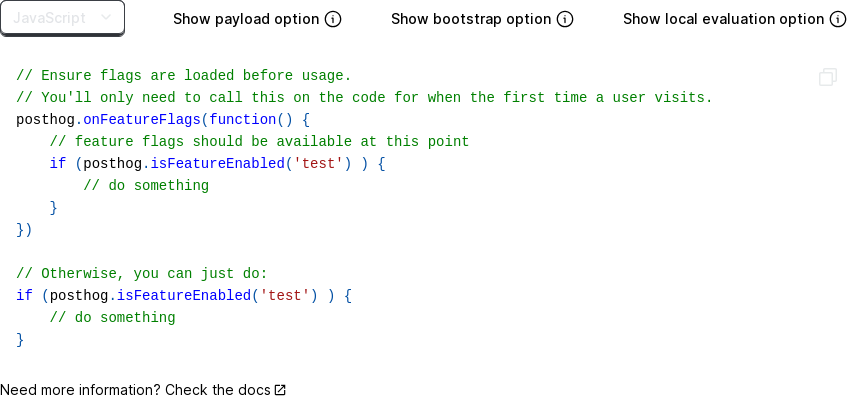 JavaScript
Show payload option
Show bootstrap option
Show local evaluation option
// Ensure flags are loaded before usage.
// You'll only need to call this on the code for when the first time a user visits.
posthog.onFeatureFlags(function() {
    // feature flags should be available at this point
    if (posthog.isFeatureEnabled('test') ) {
        // do something
    }
})

// Otherwise, you can just do:
if (posthog.isFeatureEnabled('test') ) {
    // do something
}
Need more information? Check the docs